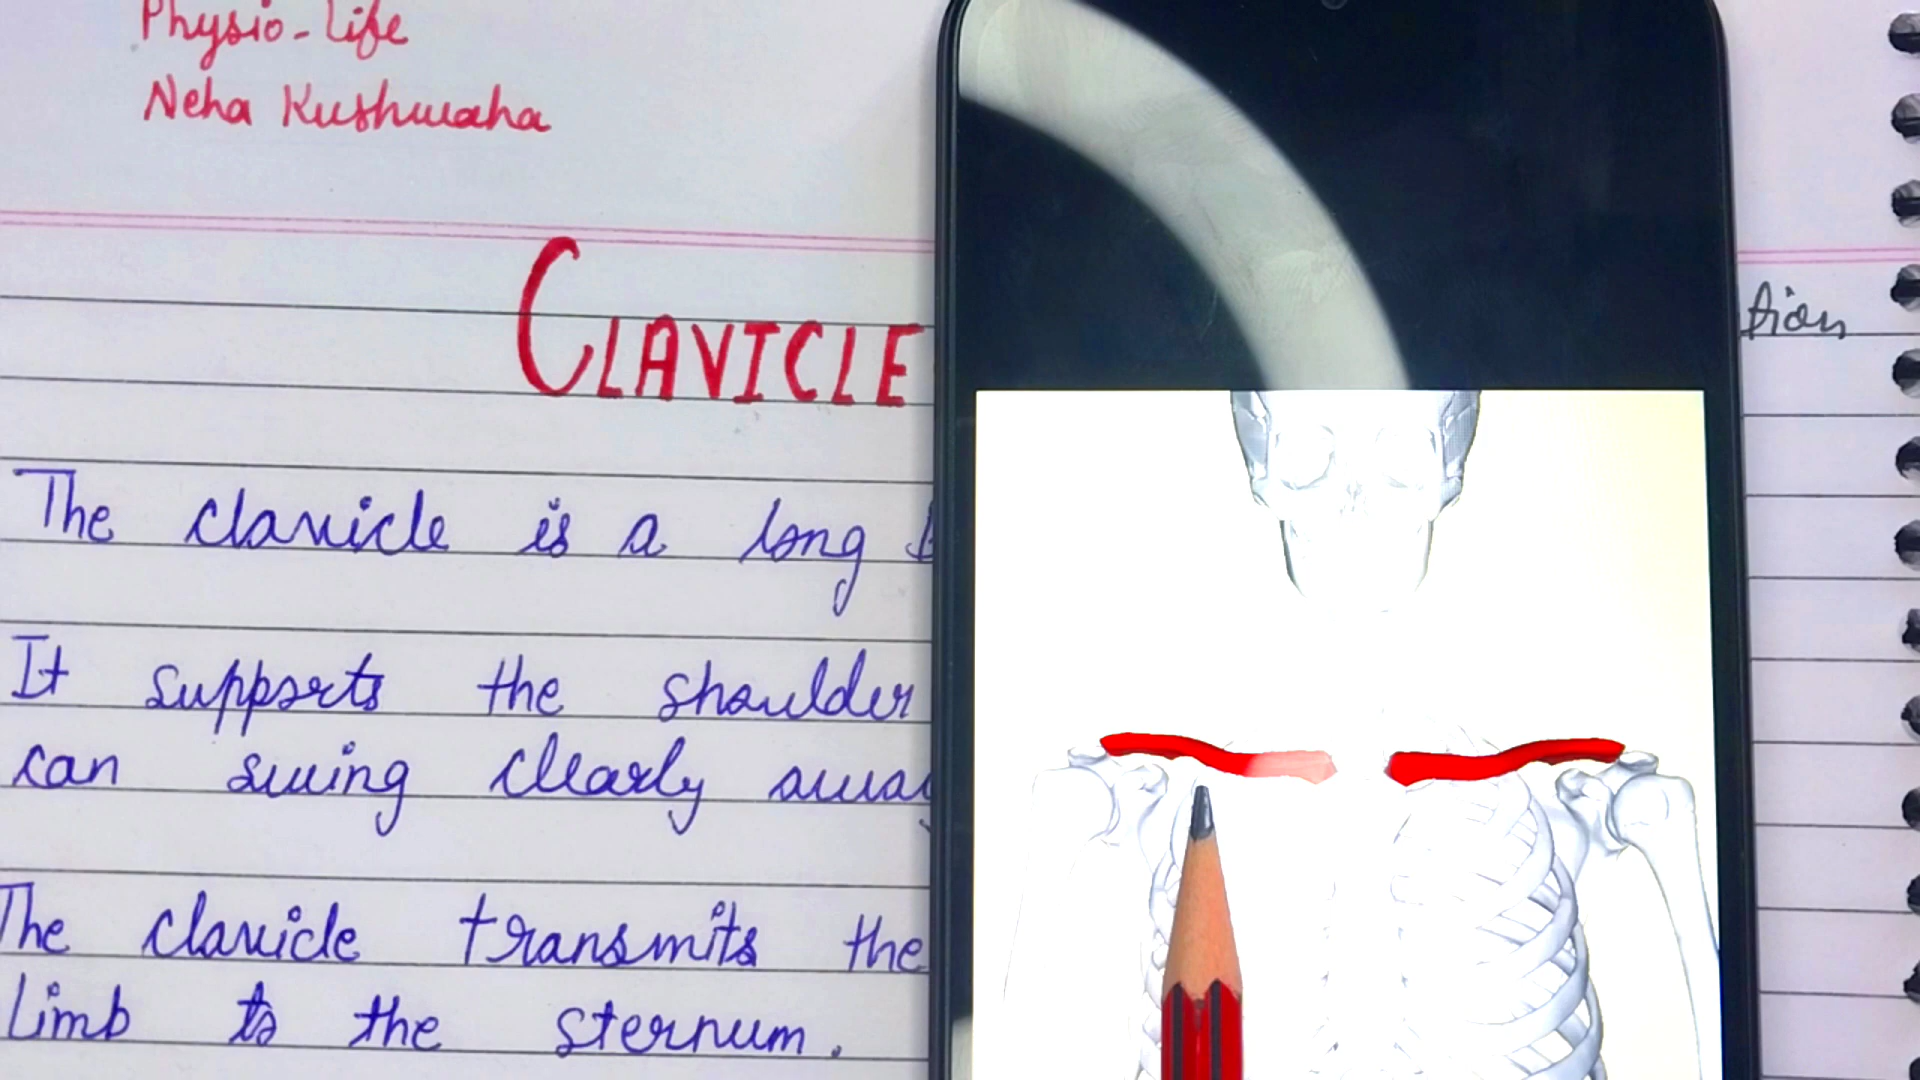 Physio-Life
Neha Kushwaha
CLAVICLE
tion
The clavicle is a long
It supports the shoulder
can swing clearly
The clavicle transmits the
limb to the sternum.